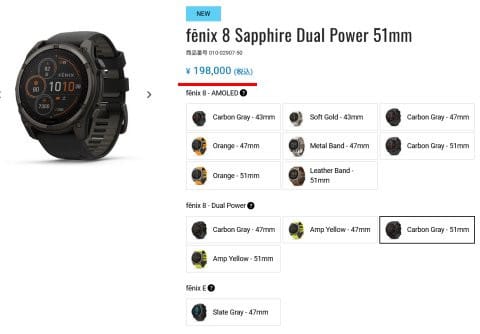 NEW
fēnix 8 Sapphire Dual Power 51mm
商品番号 010-02907-50
¥ 198,000 (税込)
fēnix 8 - AMOLED ?
Carbon Gray - 43mm
Soft Gold - 43mm
Carbon Gray - 47mm
Orange - 47mm
Metal Band - 47mm
Carbon Gray - 51mm
Orange - 51mm
Leather Band -
51mm
fēnix 8 - Dual Power ?
Carbon Gray - 47mm
Amp Yellow - 47mm
Carbon Gray - 51mm
Amp Yellow - 51mm
fēnix E ?
Slate Gray - 47mm
FĒNIX
10:10